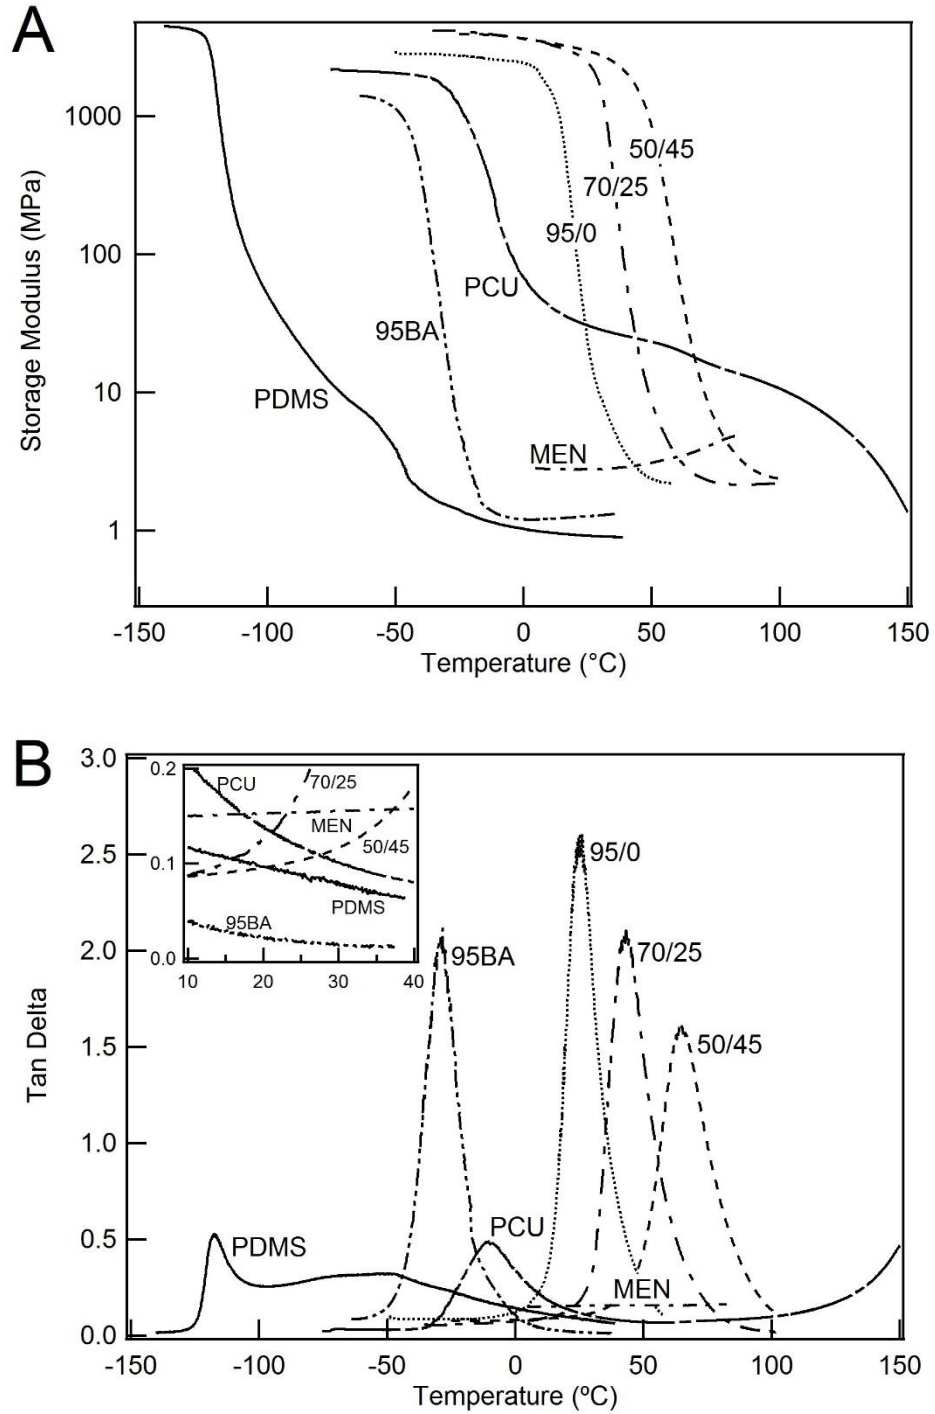 A
Storage Modulus (MPa)
1000
100
10
1
50/45
70/25
95/0
PCU
95BA
PDMS
MEN
-150 -100 -50 0 50 100 150
Temperature (°C)
B
Tan Delta
3.0
2.5
2.0
1.5
1.0
0.5
0.0
0.2
0.1
0.0
PCU
70/25
MEN
50/45
PDMS
95BA
10 20 30 40
95/0
95BA
70/25
50/45
PCU
PDMS
MEN
-150 -100 -50 0 50 100 150
Temperature (ºC)